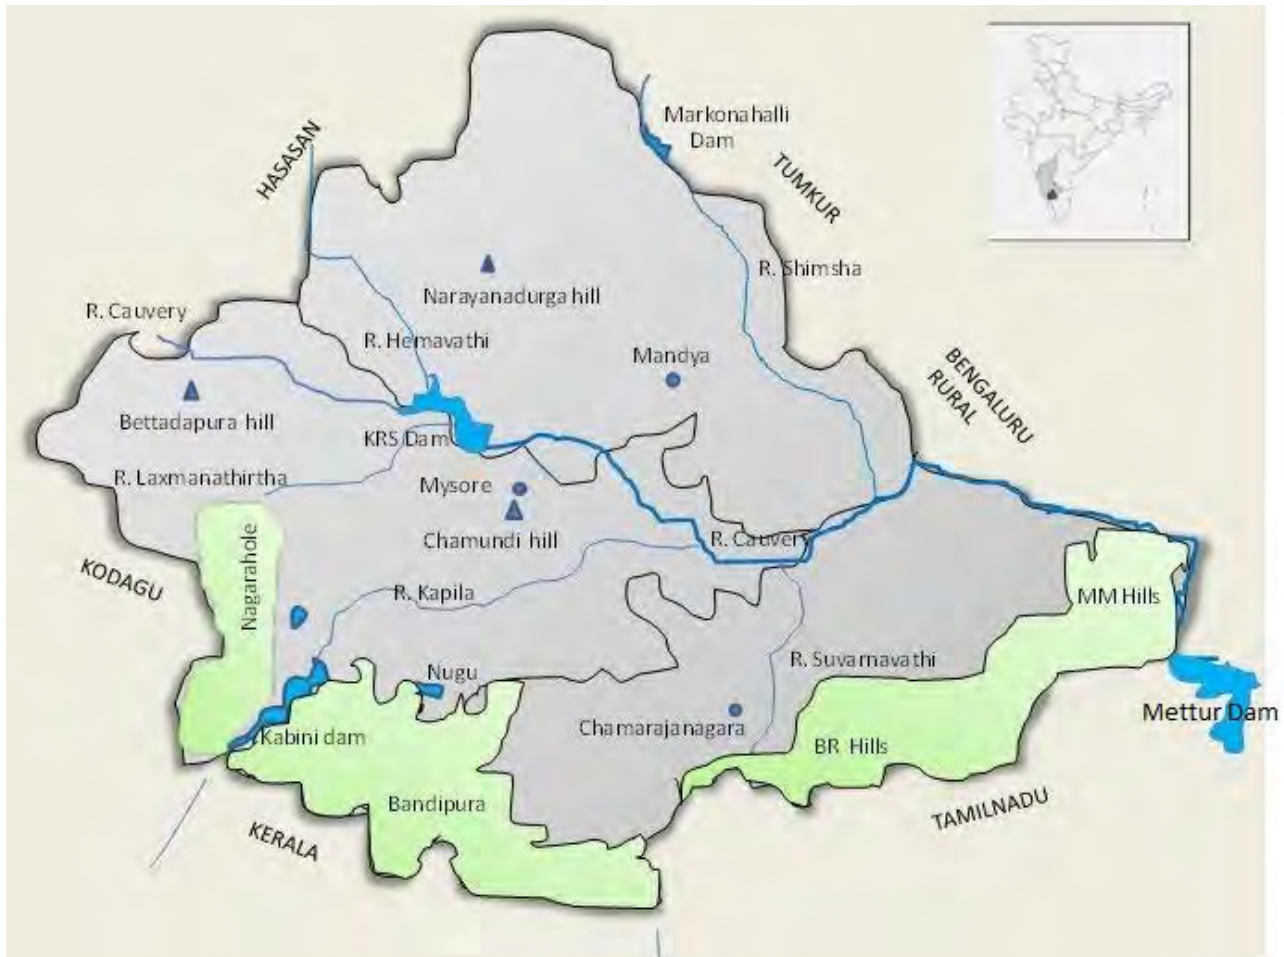 Markonahalli
Dam
HASASAN
TUMKUR
R. Shimsha
Narayanadurga hill
R. Cauvery
R. Hemavathi
Mandya
BENGALURU
RURAL
Bettadapura hill
KRS Dam
R. Laxmanathirtha
Mysore
Chamundi hill
R. Cauvery
Nagarahole
KODAGU
R. Kapila
MM Hills
R. Suvarnavathi
Nugu
Mettur Dam
Chamarajanagara
Kabini dam
BR Hills
Bandipura
TAMILNADU
KERALA